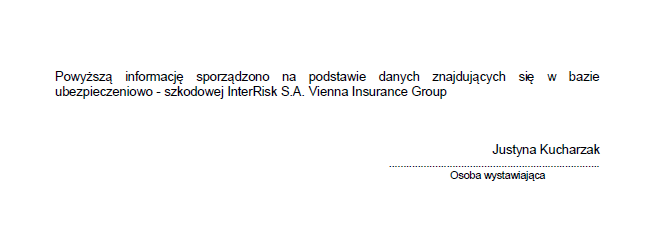 Powyższą informację sporządzono na podstawie danych znajdujących się w bazie
ubezpieczeniowo - szkodowej InterRisk S.A. Vienna Insurance Group
Justyna Kucharzak
................................................................................
Osoba wystawiająca